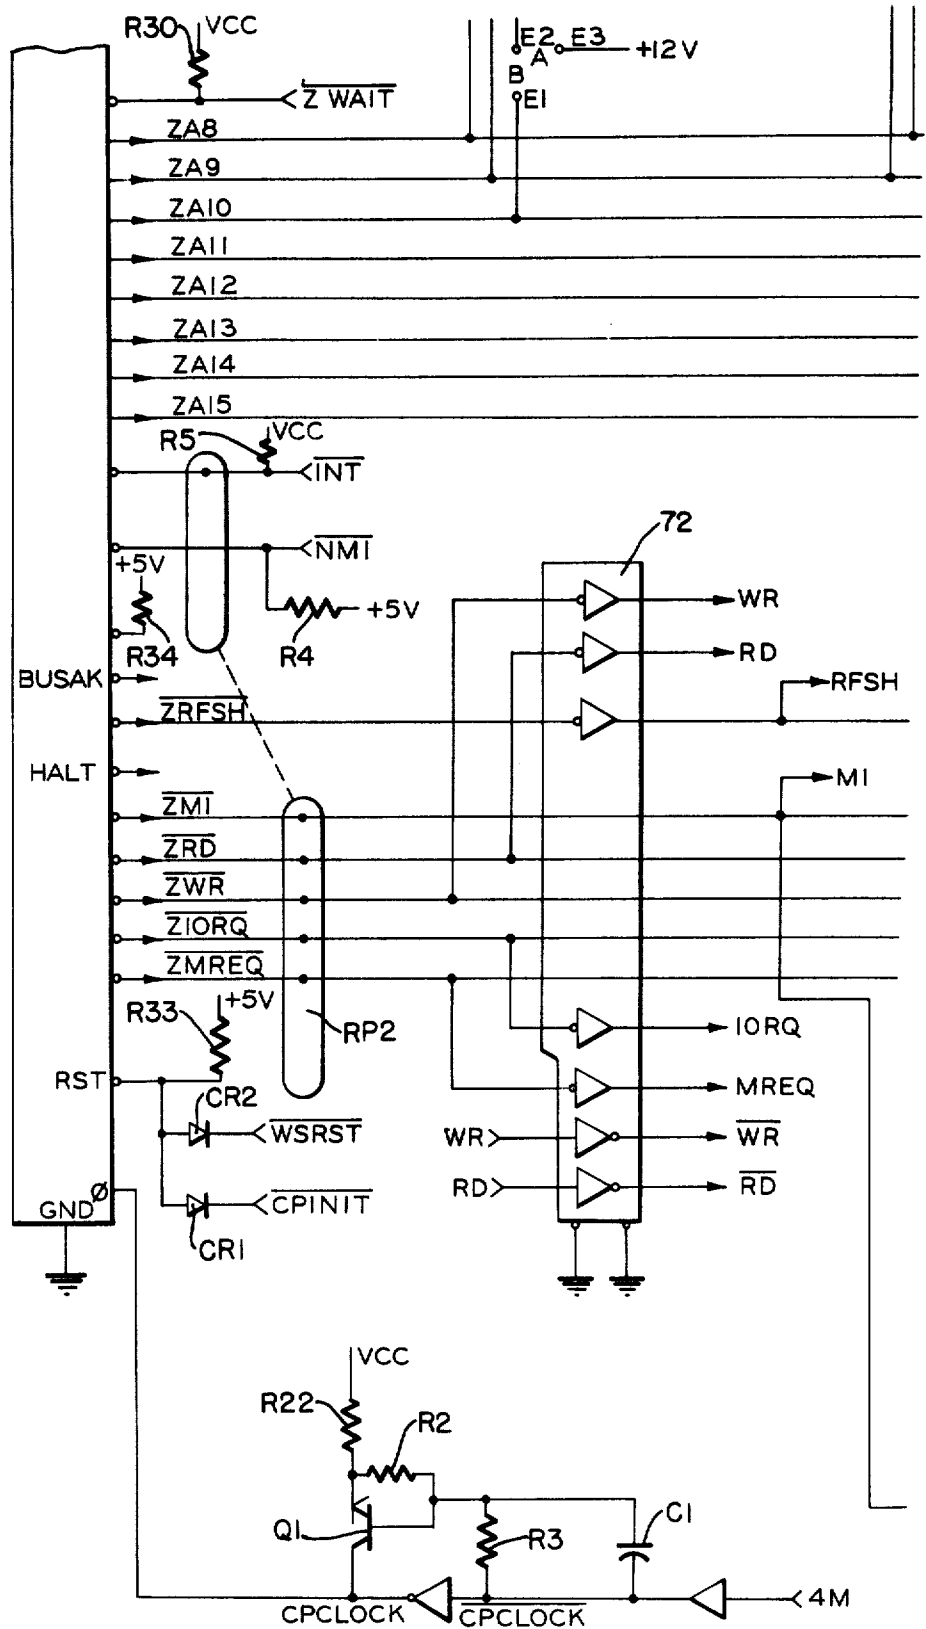 R30 VCC
E2 E3 +12V
A
B
E1
Z WAIT
ZA8
ZA9
ZA10
ZA11
ZA12
ZA13
ZA14
ZA15
R5 VCC
INT
72
NMI
+5V
WR
+5V
R34 R4
RD
BUSAK
RFSH
ZRFSH
HALT
M1
ZM1
ZRD
ZWR
ZIORQ
ZMREQ
+5V
R33
RP2
IORQ
RST
CR2
MREQ
WSRST
WR WR
RD RD
Ø
CPINIT
GND
CR1
VCC
R22
R2
C1
Q1
R3
4M
CPCLOCK CPCLOCK